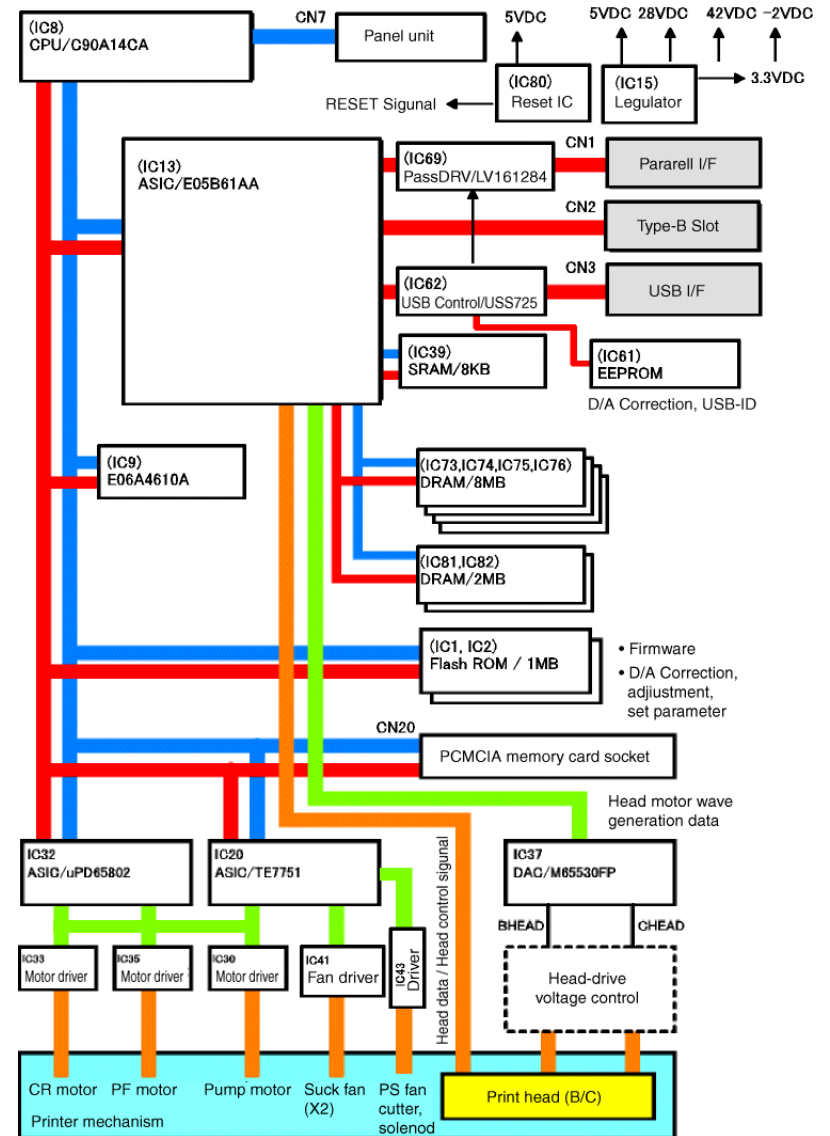 (IC8)
CPU/C90A14CA
CN7
Panel unit
5VDC
5VDC 28VDC 42VDC -2VDC
(IC80)
Reset IC
RESET Sigunal
(IC15)
Legulator
3.3VDC
(IC13)
ASIC/E05B61AA
(IC69)
PassDRV/LV161284
CN1
Pararell I/F
CN2
Type-B Slot
CN3
USB I/F
(IC62)
USB Control/USS725
(IC39)
SRAM/8KB
(IC61)
EEPROM
D/A Correction, USB-ID
(IC9)
E06A4610A
(IC73,IC74,IC75,IC76)
DRAM/8MB
(IC81,IC82)
DRAM/2MB
(IC1, IC2)
Flash ROM / 1MB
• Firmware
• D/A Correction,
adjustment,
set parameter
CN20
PCMCIA memory card socket
Head motor wave
generation data
IC32
ASIC/uPD65802
IC20
ASIC/TE7751
Head data / Head control sigunal
IC37
DAC/M65530FP
BHEAD
CHEAD
IC33
Motor driver
IC35
Motor driver
IC30
Motor driver
IC41
Fan driver
IC43
Driver
Head-drive
voltage control
CR motor
PF motor
Pump motor
Suck fan
(X2)
PS fan
cutter,
solenod
Print head (B/C)
Printer mechanism